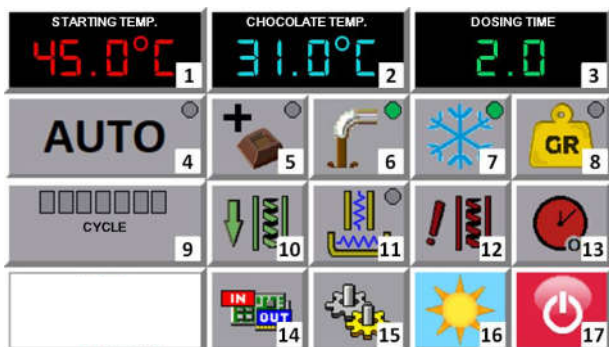 STARTING TEMP.
CHOCOLATE TEMP.
DOSING TIME
45.0°C
31.0°C
2.0
1
2
3
AUTO
+
GR
4
5
6
7
8
CYCLE
9
10
!
11
12
13
IN
OUT
14
15
16
17